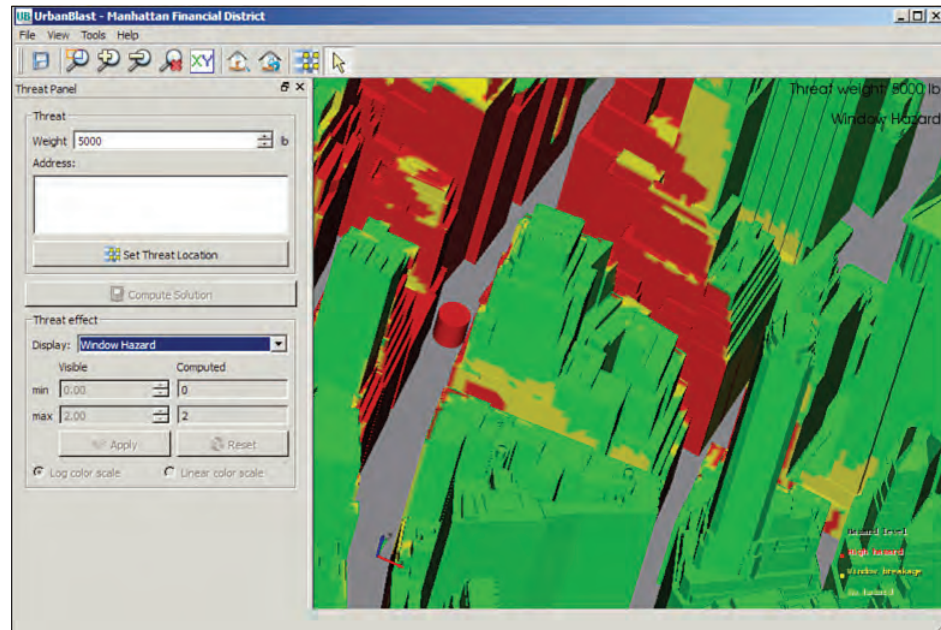 UB UrbanBlast - Manhattan Financial District
File View Tools Help
XY
Threat Panel
Threat
Weight 5000 lb
Address:
Set Threat Location
Compute Solution
Threat effect
Display: Window Hazard
Visible Computed
min 0.00 0
max 2.00 2
Apply Reset
Log color scale Linear color scale
Threat weight 5000 lb
Window Hazard
Hazard level
High hazard
Window breakage
No hazard